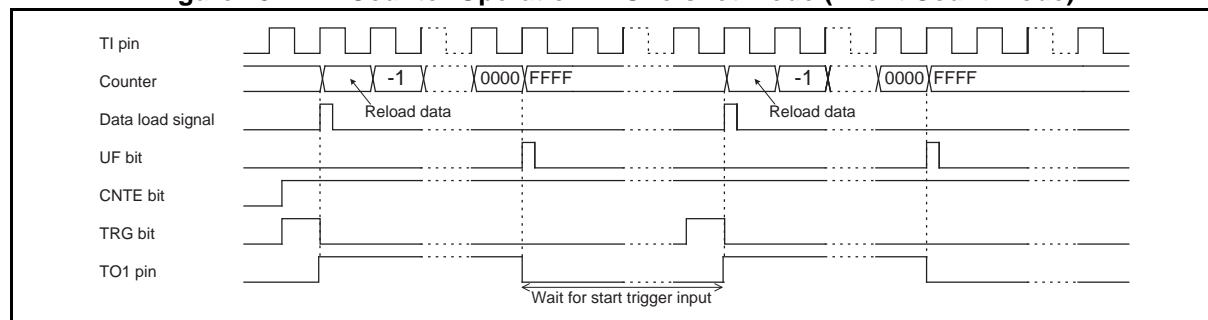 TI pin
Counter -1 0000 FFFF -1 0000 FFFF
Reload data Reload data
Data load signal
UF bit
CNTE bit
TRG bit
TO1 pin
Wait for start trigger input